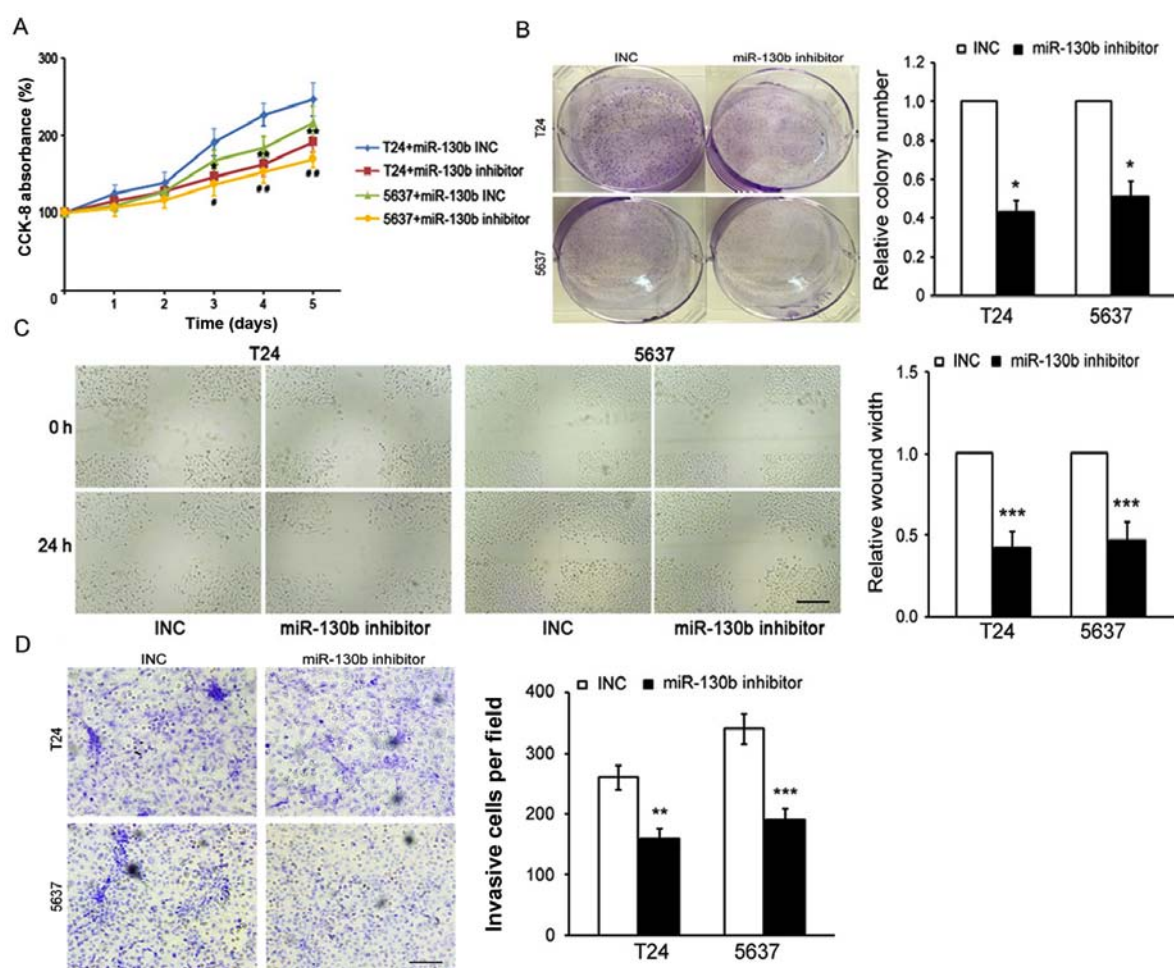 A
CCK-8 absorbance (%)
300
200
100
0
1 2 3 4 5
Time (days)
* ** **
# ## ##
T24+miR-130b INC
T24+miR-130b inhibitor
5637+miR-130b INC
5637+miR-130b inhibitor
B
INC miR-130b inhibitor
T24
5637
INC miR-130b inhibitor
Relative colony number
1.2
1.0
0.8
0.6
0.4
0.2
0
* *
T24 5637
C
T24 5637
0 h
24 h
INC miR-130b inhibitor INC miR-130b inhibitor
INC miR-130b inhibitor
Relative wound width
1.5
1.0
0.5
0.0
*** ***
T24 5637
D
INC miR-130b inhibitor
T24
5637
INC miR-130b inhibitor
Invasive cells per field
400
300
200
100
0
** ***
T24 5637